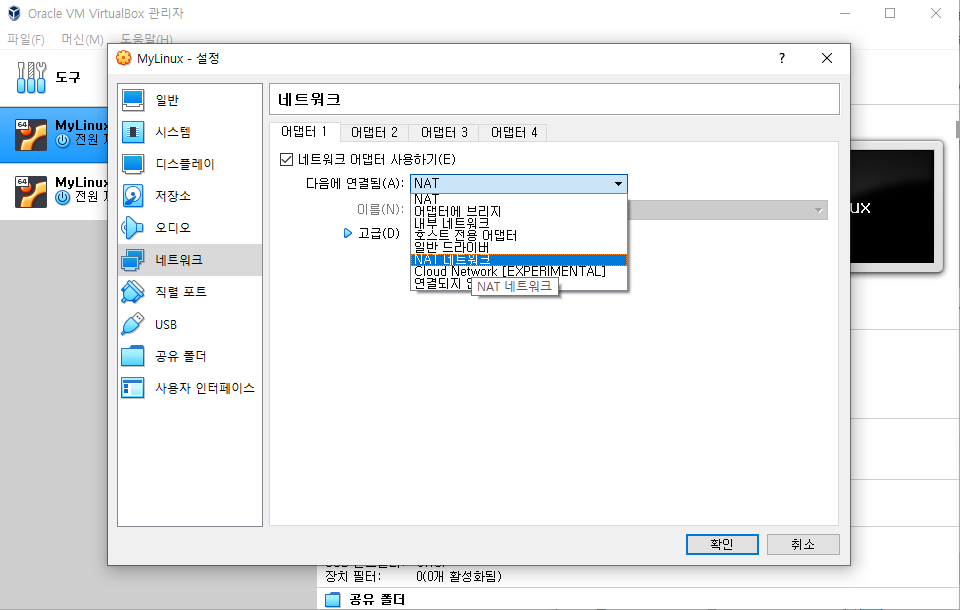 Oracle VM VirtualBox 관리자
파일(F) 머신(M) 도움말(H)
MyLinux - 설정
?
도구
64
MyLinux
전원
64
MyLinux
전원
일반
시스템
디스플레이
저장소
오디오
네트워크
직렬 포트
USB
공유 폴더
사용자 인터페이스
네트워크
어댑터 1 어댑터 2 어댑터 3 어댑터 4
네트워크 어댑터 사용하기(E)
다음에 연결됨(A): NAT
이름(N):
고급(D)
NAT
어댑터에 브리지
내부 네트워크
호스트 전용 어댑터
일반 드라이버
NAT 네트워크
Cloud Network [EXPERIMENTAL]
연결되지
NAT 네트워크
ux
확인 취소
장치 필터: 0(0개 활성화됨)
공유 폴더